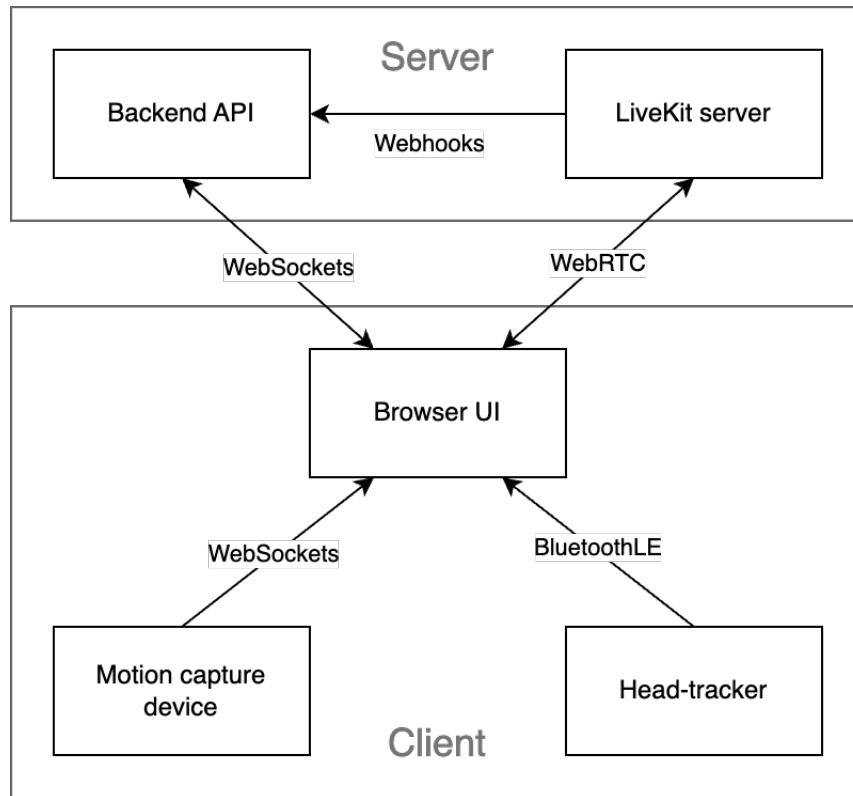 Server
Backend API
LiveKit server
Webhooks
WebSockets
WebRTC
Browser UI
WebSockets
BluetoothLE
Motion capture
device
Head-tracker
Client